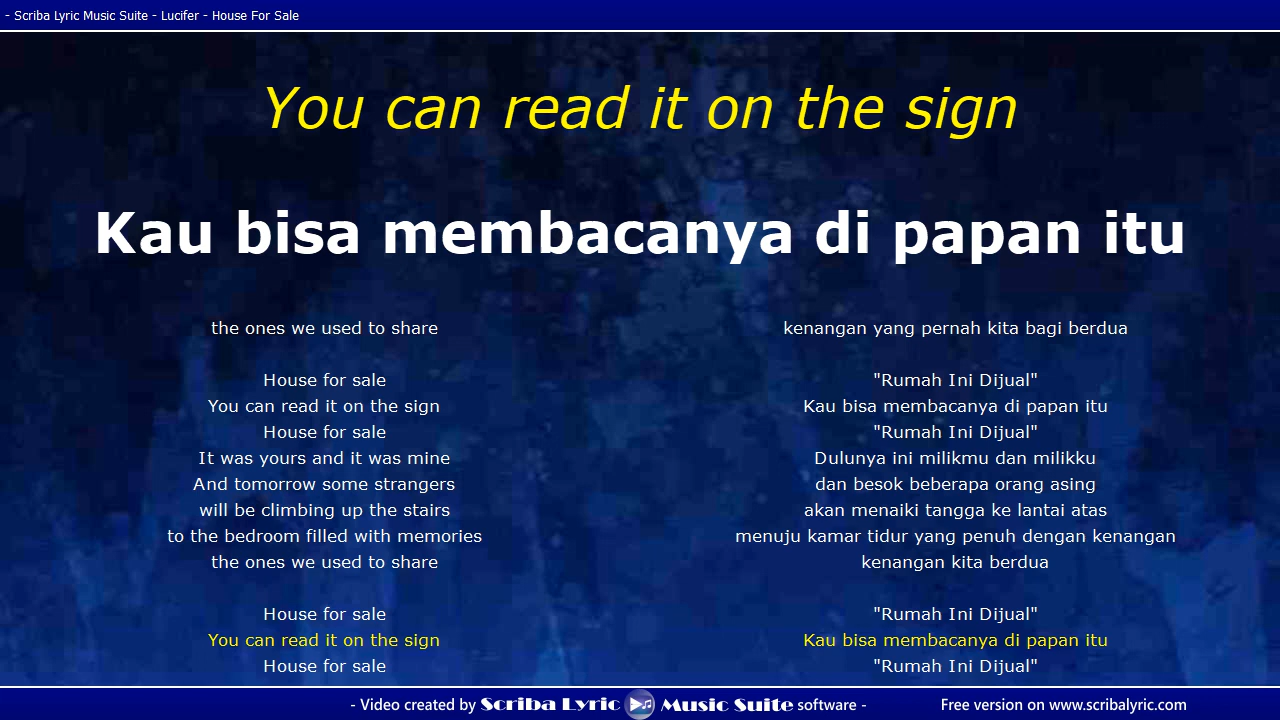 - Scriba Lyric Music Suite - Lucifer - House For Sale
You can read it on the sign
Kau bisa membacanya di papan itu
the ones we used to share
House for sale
You can read it on the sign
House for sale
It was yours and it was mine
And tomorrow some strangers
will be climbing up the stairs
to the bedroom filled with memories
the ones we used to share
House for sale
You can read it on the sign
House for sale
kenangan yang pernah kita bagi berdua
"Rumah Ini Dijual"
Kau bisa membacanya di papan itu
"Rumah Ini Dijual"
Dulunya ini milikmu dan milikku
dan besok beberapa orang asing
akan menaiki tangga ke lantai atas
menuju kamar tidur yang penuh dengan kenangan
kenangan kita berdua
"Rumah Ini Dijual"
Kau bisa membacanya di papan itu
"Rumah Ini Dijual"
- Video created by Scriba Lyric Music Suite software -
Free version on www.scribalyric.com